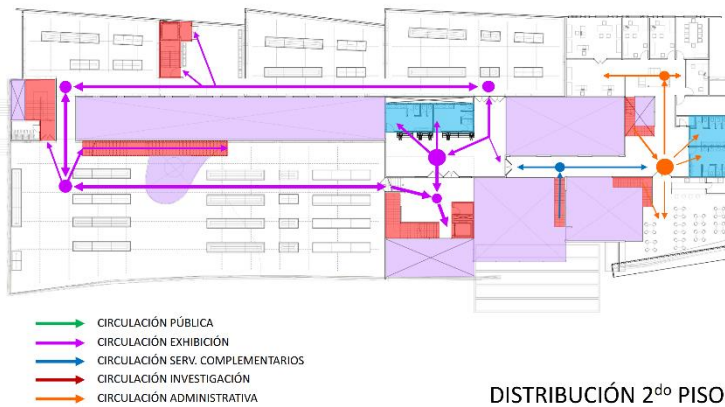 CIRCULACIÓN PÚBLICA
CIRCULACIÓN EXHIBICIÓN
CIRCULACIÓN SERV. COMPLEMENTARIOS
CIRCULACIÓN INVESTIGACIÓN
CIRCULACIÓN ADMINISTRATIVA
DISTRIBUCIÓN 2do PISO